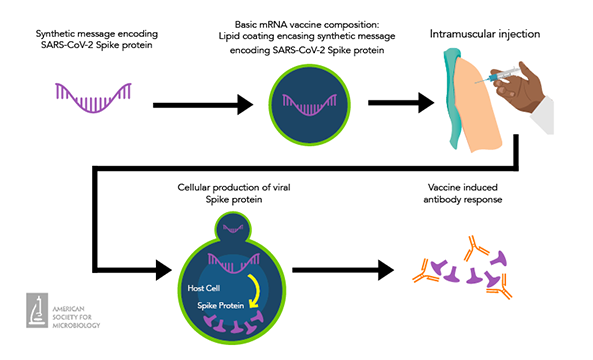 Synthetic message encoding
SARS-CoV-2 Spike protein
Basic mRNA vaccine composition:
Lipid coating encasing synthetic message
encoding SARS-CoV-2 Spike protein
Intramuscular injection
Cellular production of viral
Spike protein
Host Cell
Spike Protein
Vaccine induced
antibody response
AMERICAN
SOCIETY FOR
MICROBIOLOGY